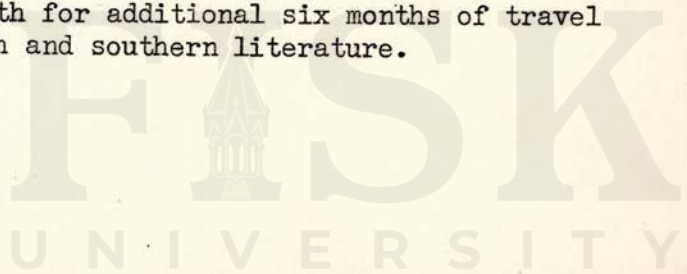 th for additional six months of travel
and southern literature.
FISK
UNIVERSITY